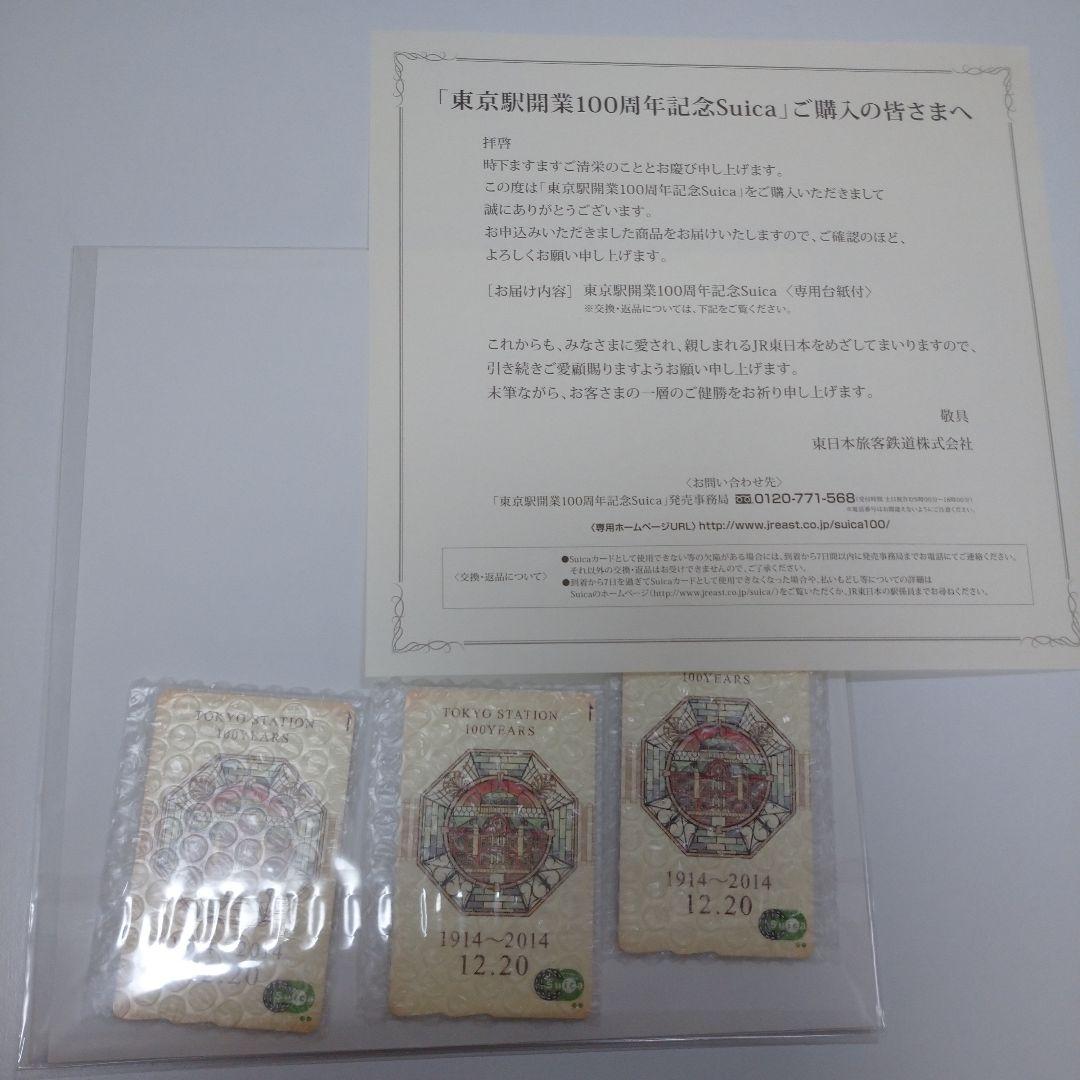 「東京駅開業100周年記念Suica」ご購入の皆さまへ
拝啓
時下ますますご清栄のこととお慶び申し上げます。
この度は「東京駅開業100周年記念Suica」をご購入いただきまして
誠にありがとうございます。
お申込みいただきました商品をお届けいたしますので、ご確認のほど、
よろしくお願い申し上げます。
［お届け内容］ 東京駅開業100周年記念Suica 〈専用台紙付〉
※交換・返品については、下記をご覧ください。
これからも、みなさまに愛され、親しまれるJR東日本をめざしてまいりますので、
引き続きご愛顧賜りますようお願い申し上げます。
末筆ながら、お客さまの一層のご健勝をお祈り申し上げます。
敬具
東日本旅客鉄道株式会社
〈お問い合わせ先〉
「東京駅開業100周年記念Suica」発売事務局 0120-771-568
※電話番号はお間違えないようにご注意ください。
〈専用ホームページURL〉http://www.jreast.co.jp/suica100/
〈交換・返品について〉
●Suicaカードとして使用できない等の欠陥がある場合には、到着から7日間以内に発売事務局までお電話にてご連絡ください。
それ以外の交換・返品はお受けできませんので、ご了承ください。
●到着から7日を過ぎてSuicaカードとして使用できなくなった場合や、払いもどし等についての詳細は
Suicaのホームページ(http://www.jreast.co.jp/suica/)をご覧いただくか、JR東日本の駅係員までお尋ねください。
TOKYO STATION
100YEARS
1914～2014
12.20
Suica
TOKYO STATION
100YEARS
1914～2014
12.20
Suica
100YEARS
1914～2014
12.20
Suica